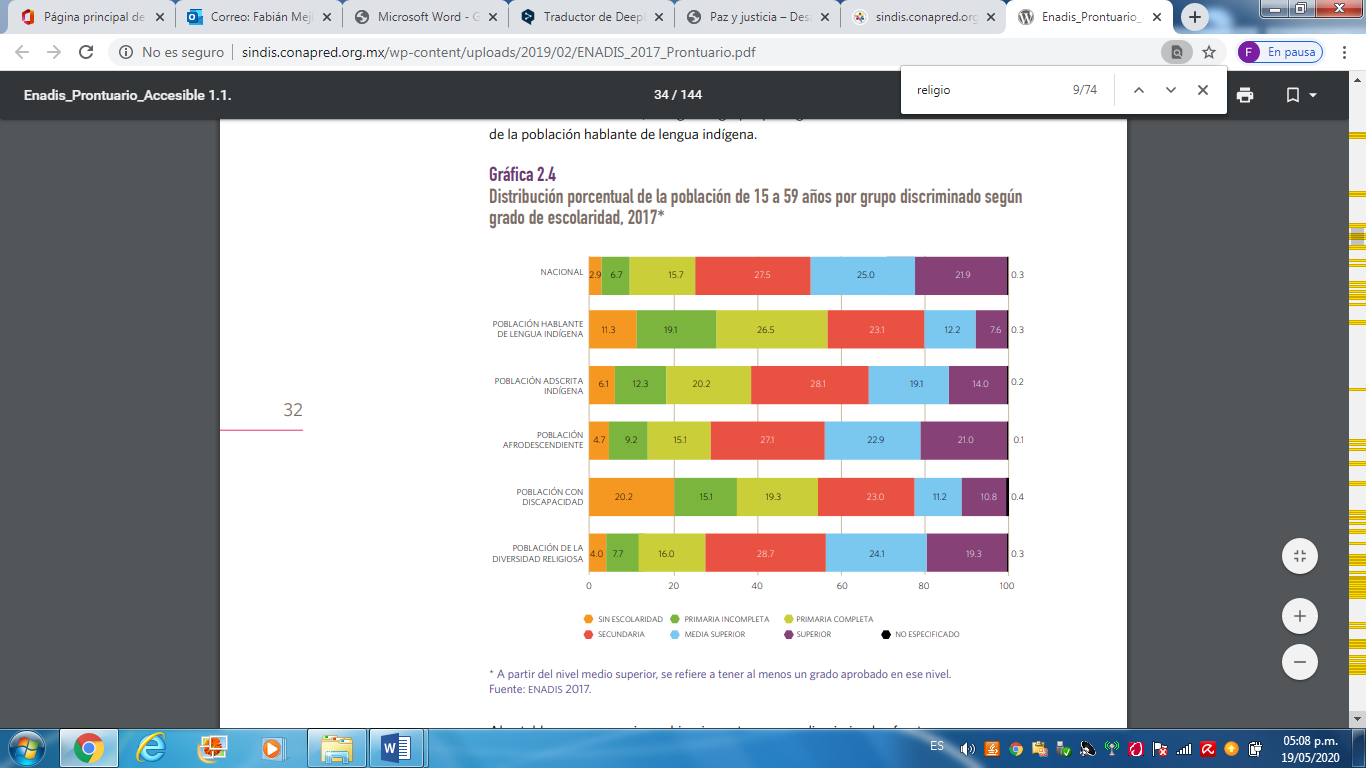 Página principal de
Correo: Fabián Mejí
Microsoft Word - G
Traductor de Deepl
Paz y justicia – Desa
sindis.conapred.org
Enadis_Prontuario_
No es seguro | sindis.conapred.org.mx/wp-content/uploads/2019/02/ENADIS_2017_Prontuario.pdf
F En pausa
religio 9/74
Enadis_Prontuario_Accesible 1.1.
34 / 144
de la población hablante de lengua indígena.
Gráfica 2.4
Distribución porcentual de la población de 15 a 59 años por grupo discriminado según
grado de escolaridad, 2017*
NACIONAL
2.9 6.7 15.7 27.5 25.0 21.9 0.3
POBLACIÓN HABLANTE
DE LENGUA INDÍGENA
11.3 19.1 26.5 23.1 12.2 7.6 0.3
POBLACIÓN ADSCRITA
INDÍGENA
6.1 12.3 20.2 28.1 19.1 14.0 0.2
32
POBLACIÓN
AFRODESCENDIENTE
4.7 9.2 15.1 27.1 22.9 21.0 0.1
POBLACIÓN CON
DISCAPACIDAD
20.2 15.1 19.3 23.0 11.2 10.8 0.4
POBLACIÓN DE LA
DIVERSIDAD RELIGIOSA
4.0 7.7 16.0 28.7 24.1 19.3 0.3
0 20 40 60 80 100
SIN ESCOLARIDAD PRIMARIA INCOMPLETA PRIMARIA COMPLETA
SECUNDARIA MEDIA SUPERIOR SUPERIOR NO ESPECIFICADO
* A partir del nivel medio superior, se refiere a tener al menos un grado aprobado en ese nivel.
Fuente: ENADIS 2017.
ES
05:08 p.m.
19/05/2020